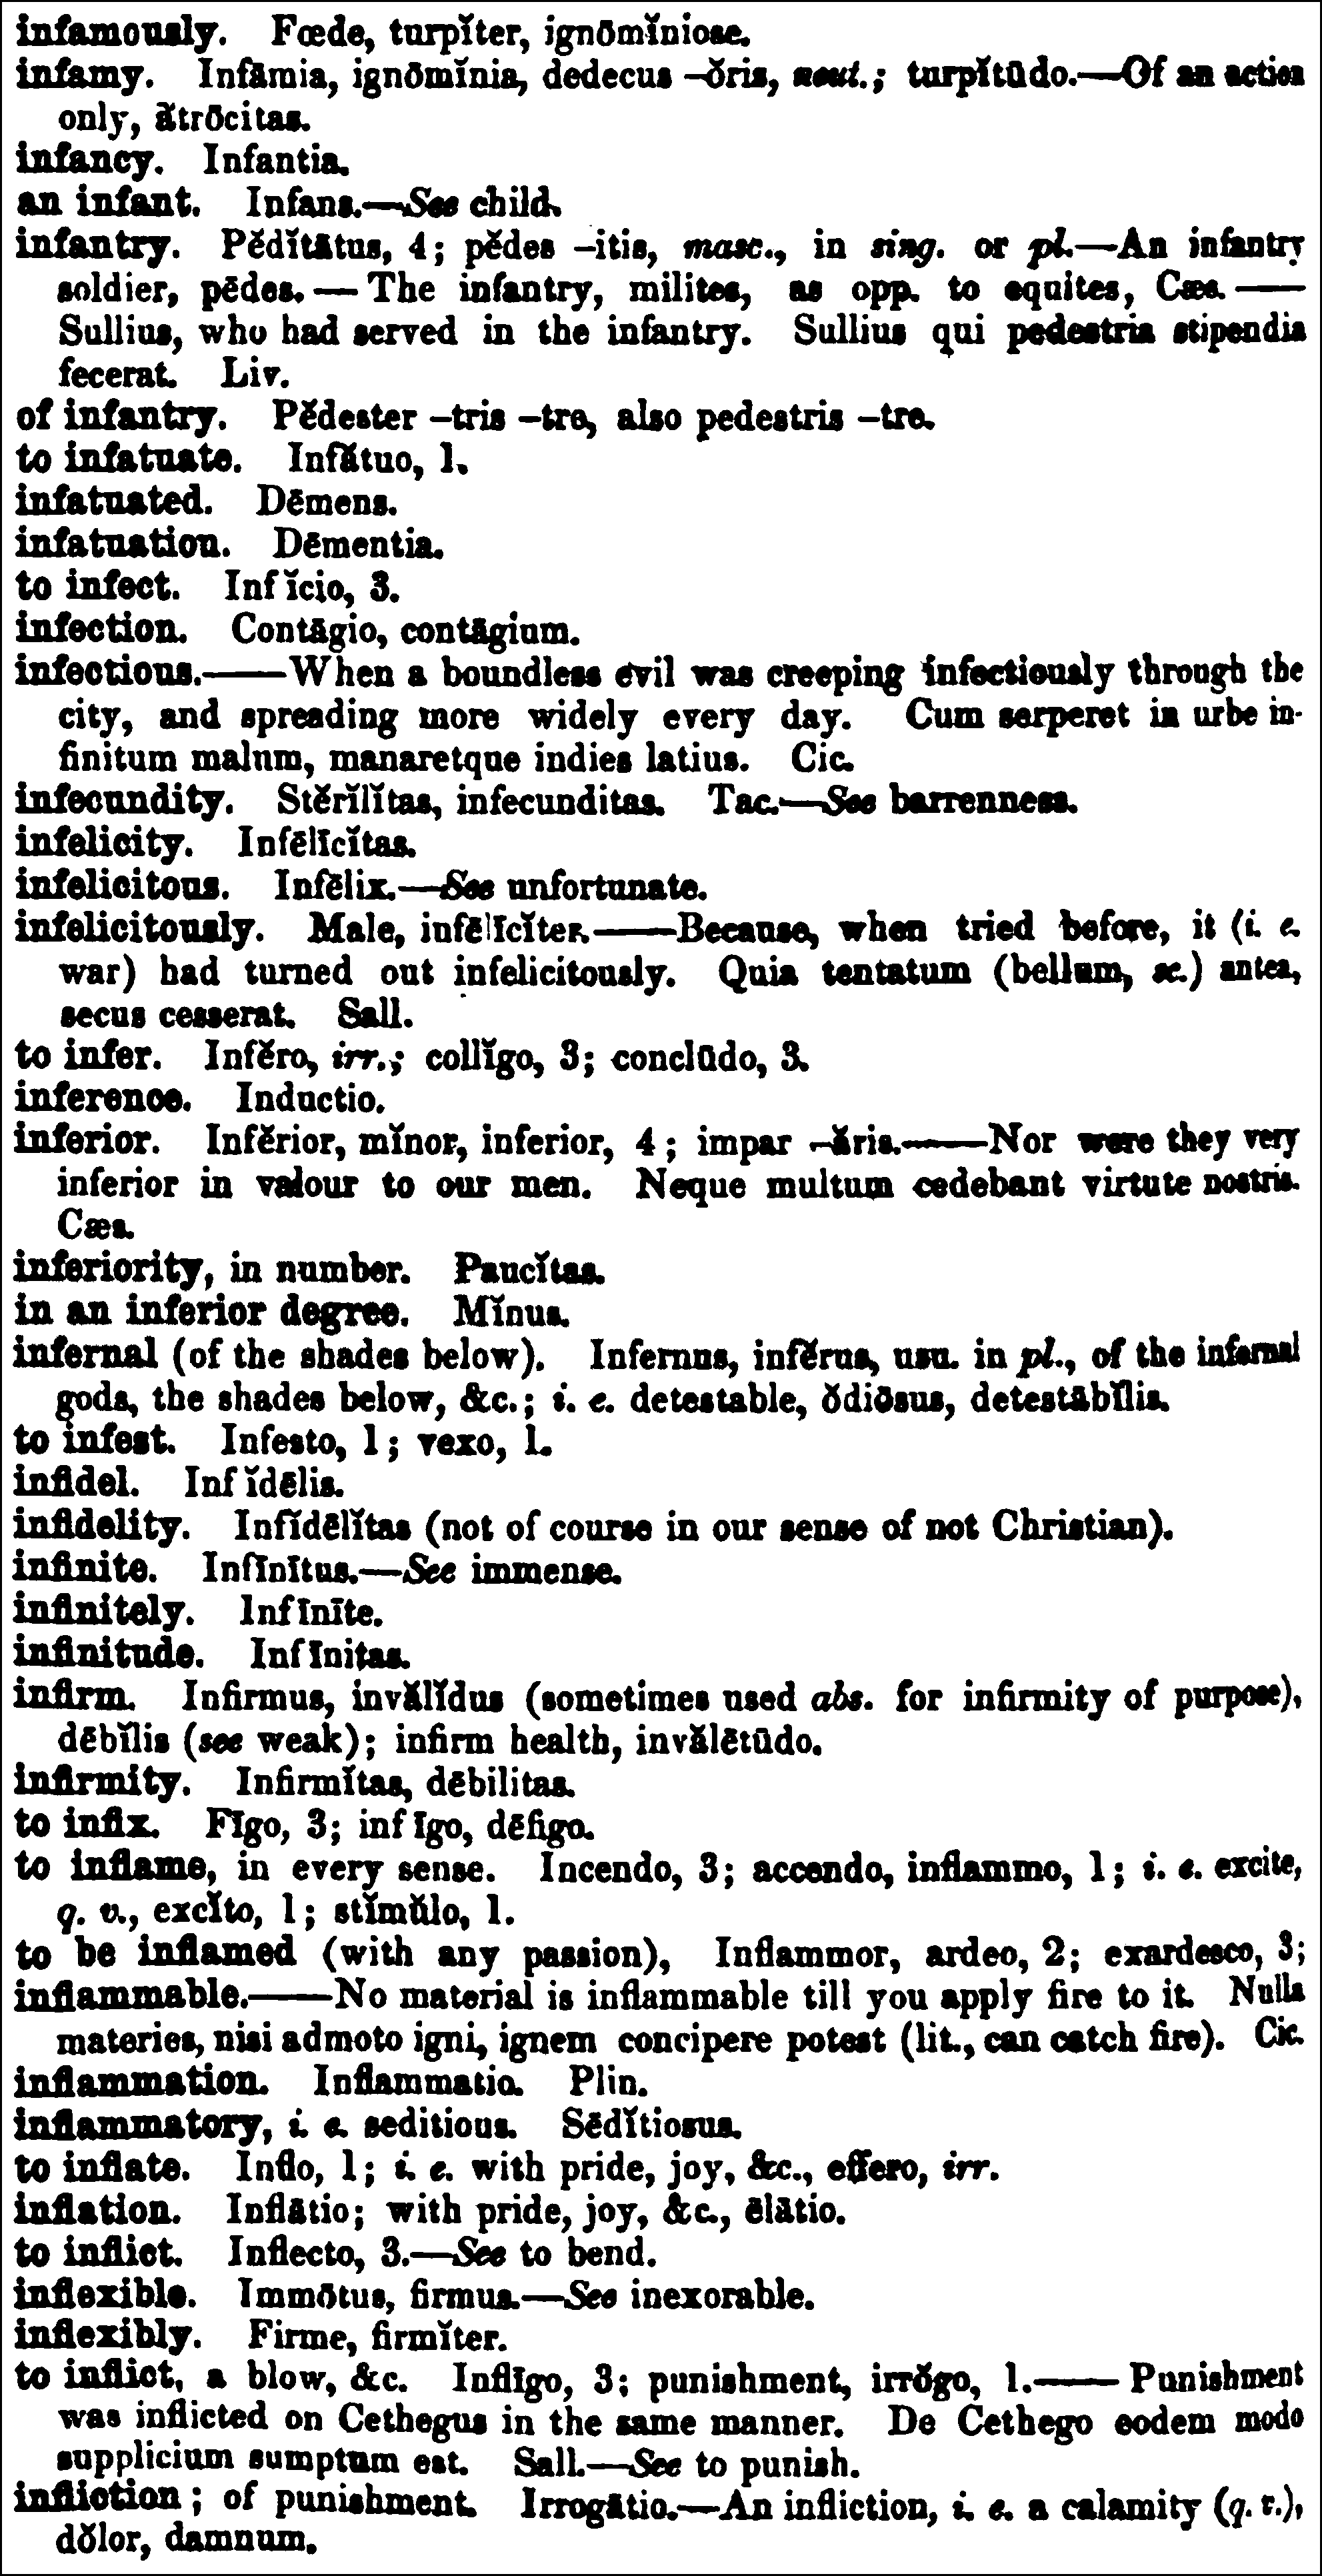 infamously. Fœde, turpĭter, ignōmĭniose.
infamy. Infāmia, ignōmĭnia, dedecus –ŏris, neut.; turpĭtūdo.—Of an action
only, ătrōcitas.
infancy. Infantia.
an infant. Infans.—See child.
infantry. Pĕdĭtātus, 4; pĕdes –itis, masc., in sing. or pl.—An infantry
soldier, pēdes.—The infantry, milites, as opp. to equites, Cæs.——
Sullius, who had served in the infantry. Sullius qui pedestria stipendia
fecerat. Liv.
of infantry. Pĕdester –tris –tre, also pedestris –tre.
to infatuate. Infătuo, 1.
infatuated. Dēmens.
infatuation. Dēmentia.
to infect. Infĭcio, 3.
infection. Contāgio, contāgium.
infectious.——When a boundless evil was creeping infectiously through the
city, and spreading more widely every day. Cum serperet in urbe in-
finitum malum, manaretque indies latius. Cic.
infecundity. Stĕrĭlĭtas, infecunditas. Tac.—See barrenness.
infelicity. Infēlīcĭtas.
infelicitous. Infēlix.—See unfortunate.
infelicitously. Male, infēlīcĭter.——Because, when tried before, it (i. e.
war) had turned out infelicitously. Quia tentatum (bellum, sc.) antea,
secus cesserat. Sall.
to infer. Infĕro, irr.; collĭgo, 3; conclūdo, 3.
inference. Inductio.
inferior. Infĕrior, mĭnor, inferior, 4; impar –ăris.——Nor were they very
inferior in valour to our men. Neque multum cedebant virtute nostris.
Cæs.
inferiority, in number. Paucĭtas.
in an inferior degree. Mĭnus.
infernal (of the shades below). Infernus, infĕrus, usu. in pl., of the infernal
gods, the shades below, &c.; i. e. detestable, ŏdiōsus, detestābĭlis.
to infest. Infesto, 1; vexo, 1.
infidel. Infĭdēlis.
infidelity. Infĭdēlĭtas (not of course in our sense of not Christian).
infinite. Infīnītus.—See immense.
infinitely. Infīnīte.
infinitude. Infīnitas.
infirm. Infirmus, invălĭdus (sometimes used abs. for infirmity of purpose),
dēbĭlis (see weak); infirm health, invălētūdo.
infirmity. Infirmĭtas, dēbilitas.
to infix. Fīgo, 3; infīgo, dēfigo.
to inflame, in every sense. Incendo, 3; accendo, inflammo, 1; i. e. excite,
q. v., excĭto, 1; stĭmŭlo, 1.
to be inflamed (with any passion), Inflammor, ardeo, 2; exardesco, 3;
inflammable.——No material is inflammable till you apply fire to it. Nulla
materies, nisi admoto igni, ignem concipere potest (lit., can catch fire). Cic.
inflammation. Inflammatio. Plin.
inflammatory, i. e. seditious. Sēdĭtiosus.
to inflate. Inflo, 1; i. e. with pride, joy, &c., effero, irr.
inflation. Inflātio; with pride, joy, &c., ēlātio.
to inflict. Inflecto, 3.—See to bend.
inflexible. Immōtus, firmus.—See inexorable.
inflexibly. Firme, firmĭter.
to inflict, a blow, &c. Inflīgo, 3; punishment, irrŏgo, 1.——Punishment
was inflicted on Cethegus in the same manner. De Cethego eodem modo
supplicium sumptum est. Sall.—See to punish.
infliction; of punishment. Irrogātio.—An infliction, i. e. a calamity (q. v.),
dŏlor, damnum.